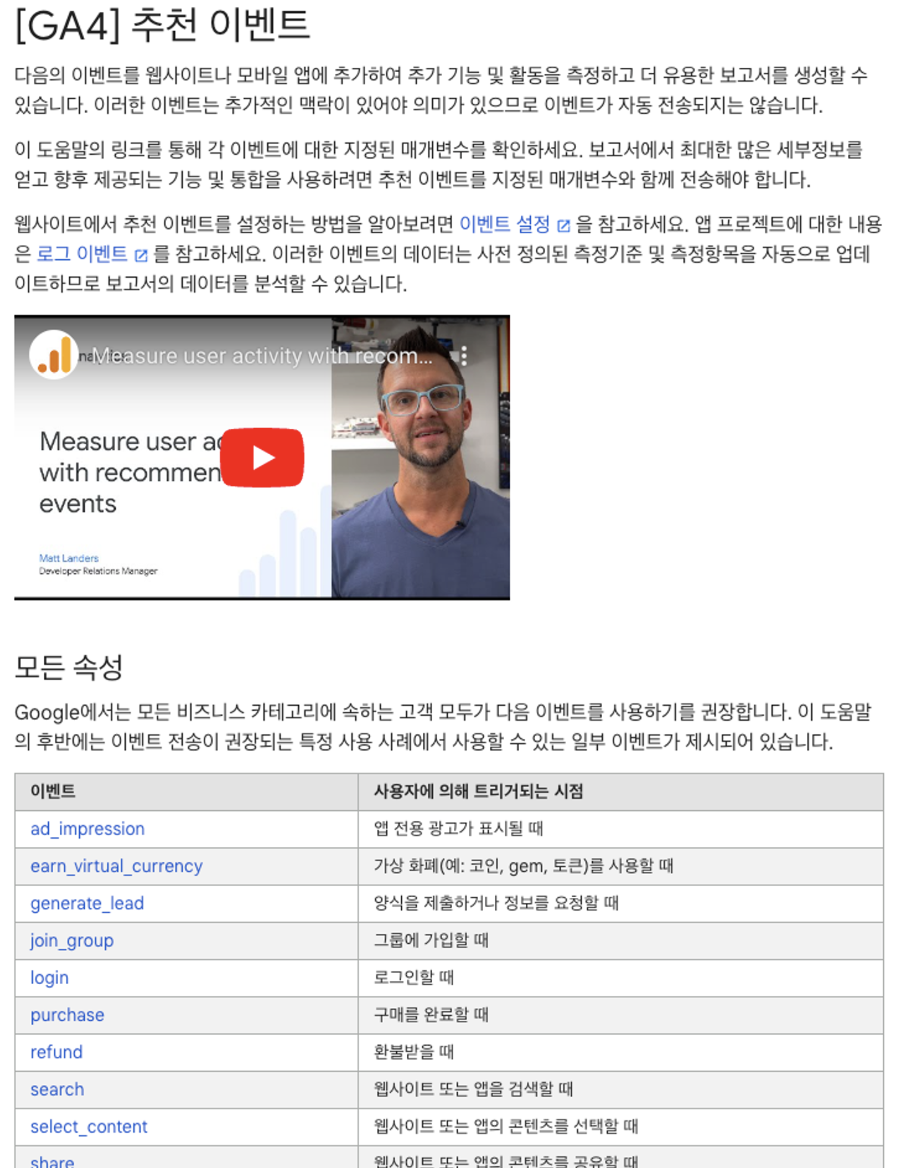 [GA4] 추천 이벤트
다음의 이벤트를 웹사이트나 모바일 앱에 추가하여 추가 기능 및 활동을 측정하고 더 유용한 보고서를 생성할 수
있습니다. 이러한 이벤트는 추가적인 맥락이 있어야 의미가 있으므로 이벤트가 자동 전송되지는 않습니다.
이 도움말의 링크를 통해 각 이벤트에 대한 지정된 매개변수를 확인하세요. 보고서에서 최대한 많은 세부정보를
얻고 향후 제공되는 기능 및 통합을 사용하려면 추천 이벤트를 지정된 매개변수와 함께 전송해야 합니다.
웹사이트에서 추천 이벤트를 설정하는 방법을 알아보려면 이벤트 설정 을 참고하세요. 앱 프로젝트에 대한 내용
은 로그 이벤트 를 참고하세요. 이러한 이벤트의 데이터는 사전 정의된 측정기준 및 측정항목을 자동으로 업데
이트하므로 보고서의 데이터를 분석할 수 있습니다.
Measure user activity with recom...
Measure user ac
with recommen
events
Matt Landers
Developer Relations Manager
모든 속성
Google에서는 모든 비즈니스 카테고리에 속하는 고객 모두가 다음 이벤트를 사용하기를 권장합니다. 이 도움말
의 후반에는 이벤트 전송이 권장되는 특정 사용 사례에서 사용할 수 있는 일부 이벤트가 제시되어 있습니다.
이벤트 사용자에 의해 트리거되는 시점
ad_impression 앱 전용 광고가 표시될 때
earn_virtual_currency 가상 화폐(예: 코인, gem, 토큰)를 사용할 때
generate_lead 양식을 제출하거나 정보를 요청할 때
join_group 그룹에 가입할 때
login 로그인할 때
purchase 구매를 완료할 때
refund 환불받을 때
search 웹사이트 또는 앱을 검색할 때
select_content 웹사이트 또는 앱의 콘텐츠를 선택할 때
share 웹사이트 또는 앱의 콘텐츠를 공유할 때